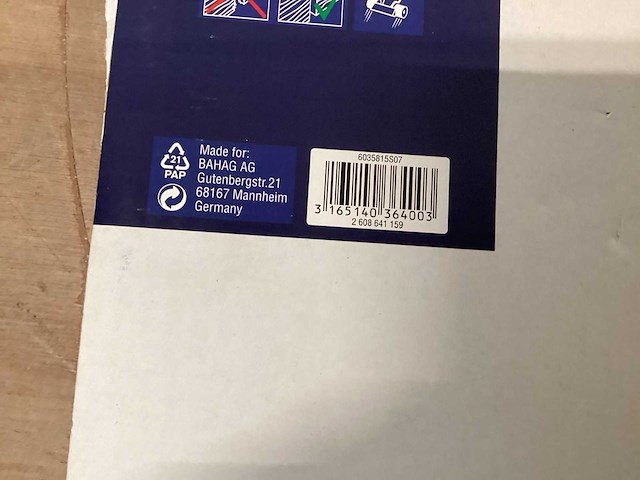 21
PAP
Made for:
BAHAG AG
Gutenbergstr.21
68167 Mannheim
Germany
6035815S07
3 165140 364003
2 608 641 159